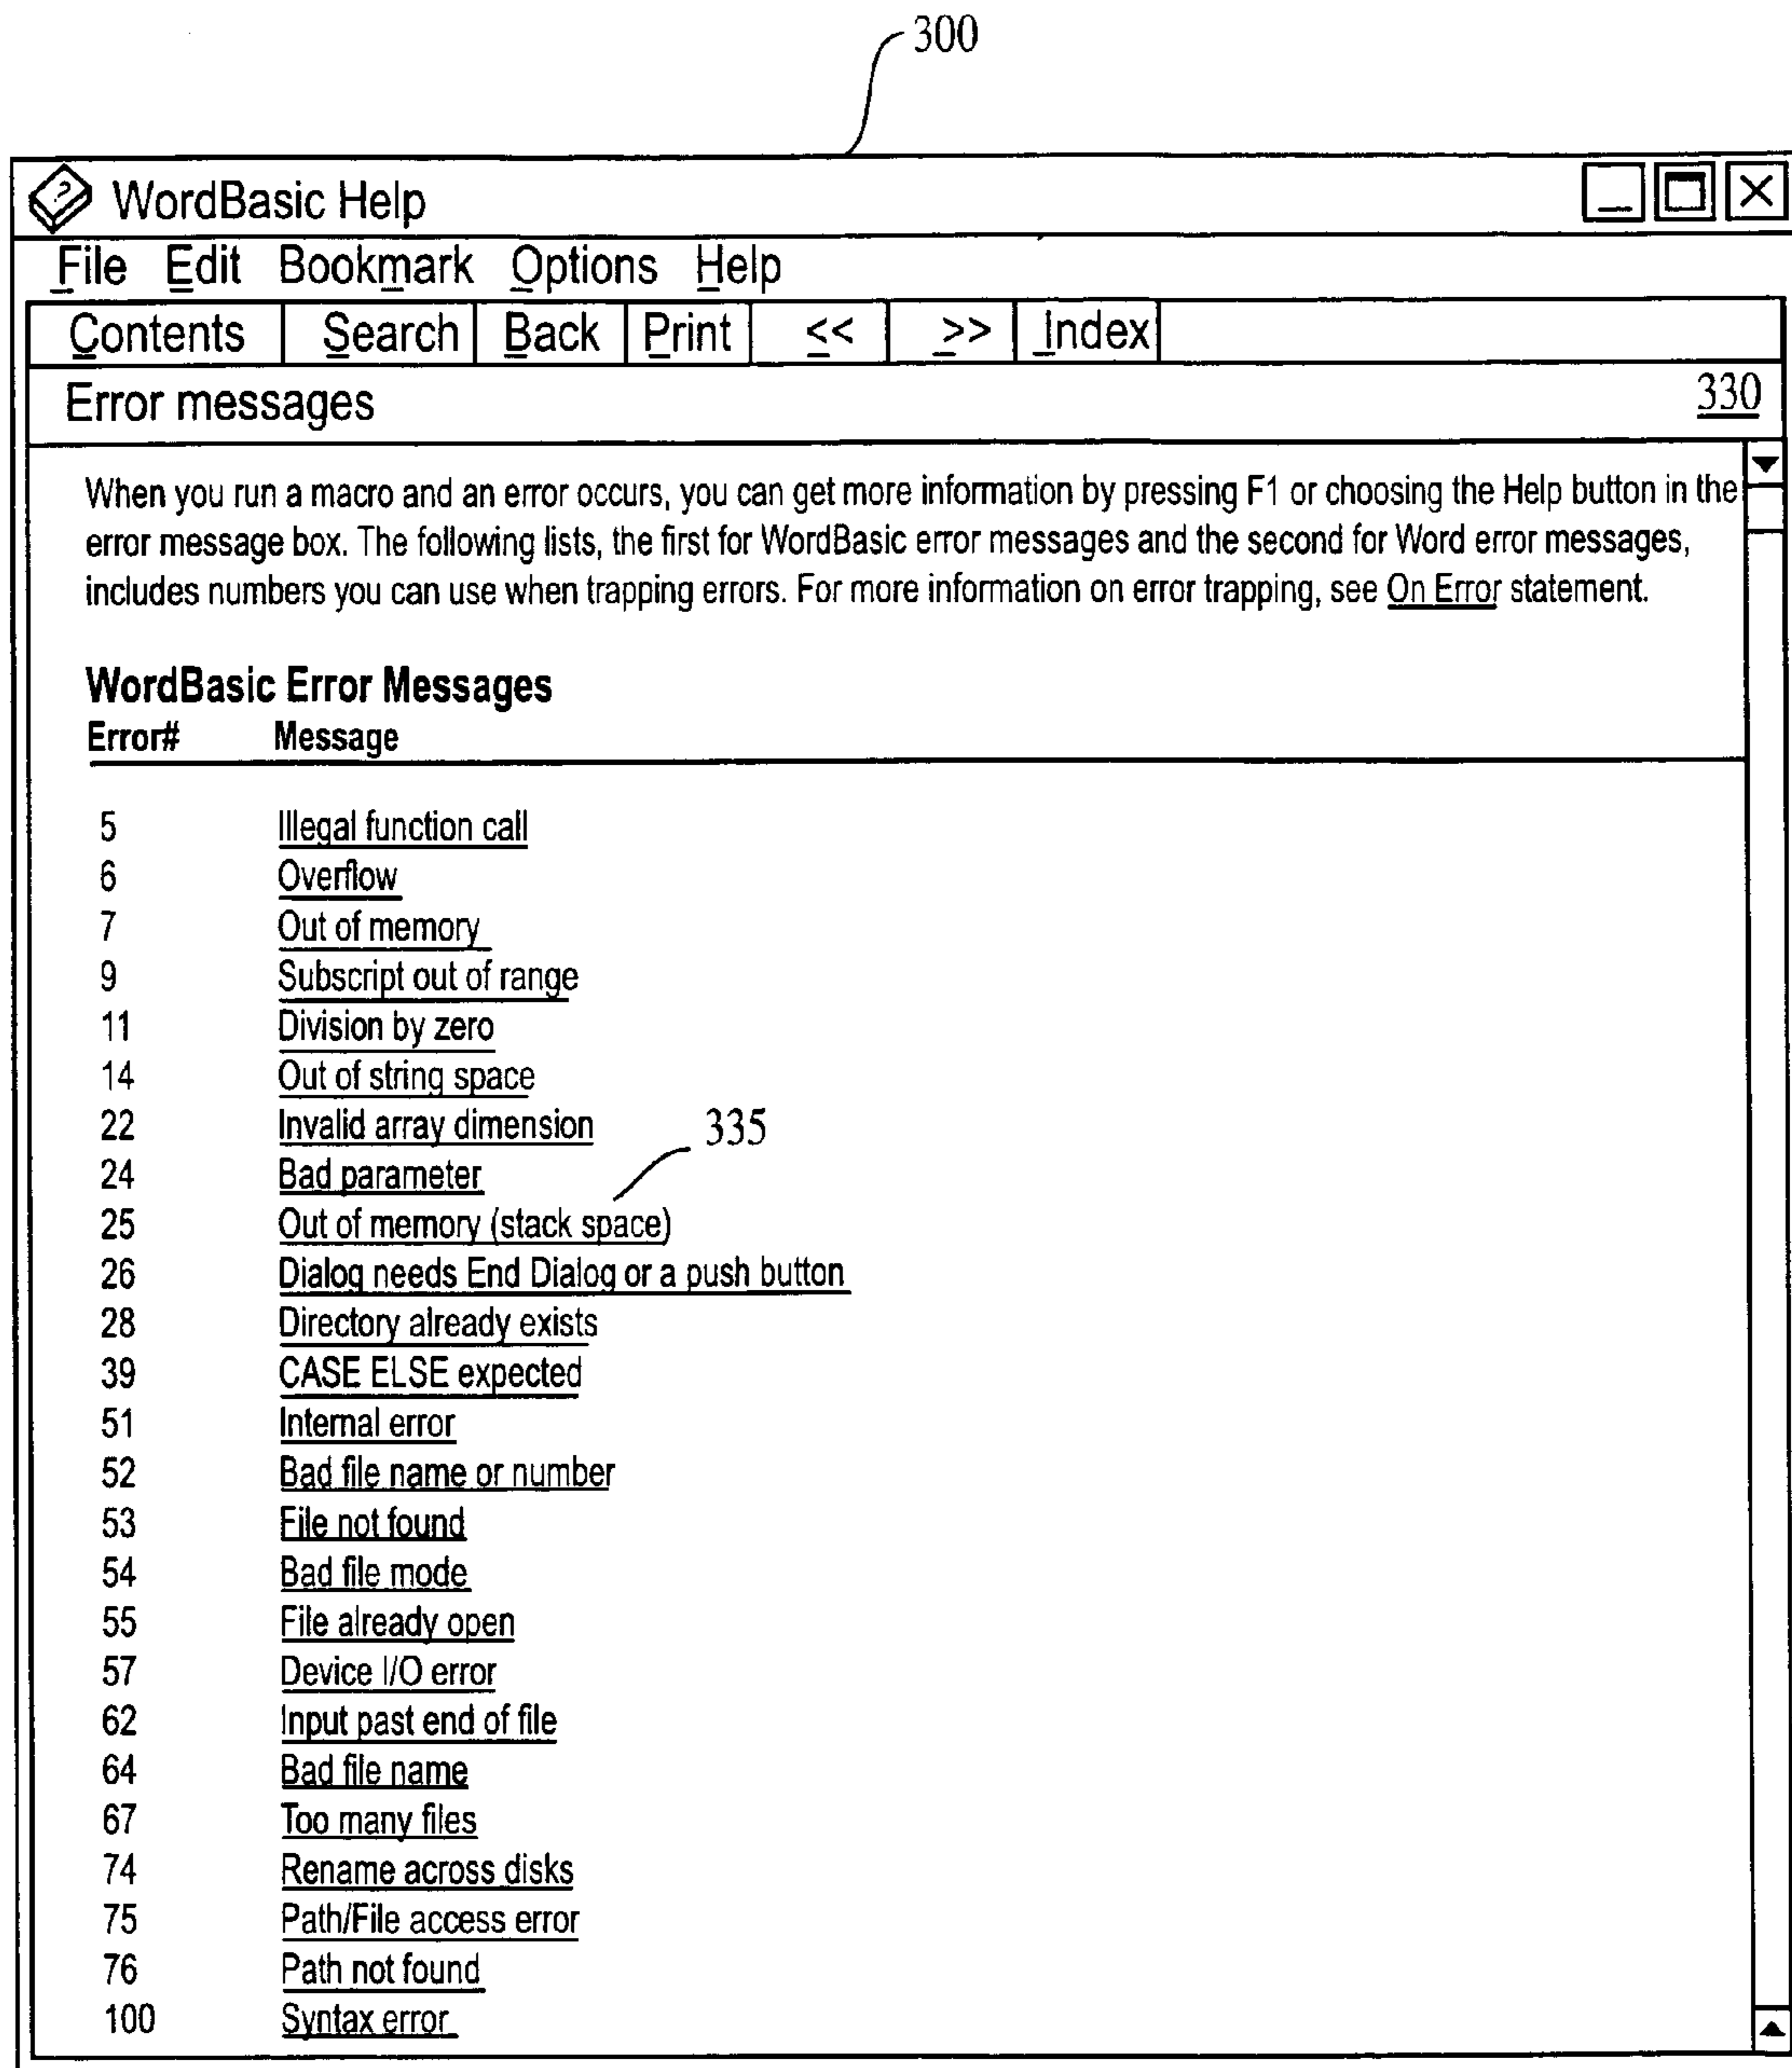 300
WordBasic Help
File Edit Bookmark Options Help
Contents Search Back Print << >> Index
Error messages 330
When you run a macro and an error occurs, you can get more information by pressing F1 or choosing the Help button in the
error message box. The following lists, the first for WordBasic error messages and the second for Word error messages,
includes numbers you can use when trapping errors. For more information on error trapping, see On Error statement.
WordBasic Error Messages
Error# Message
5 Illegal function call
6 Overflow
7 Out of memory
9 Subscript out of range
11 Division by zero
14 Out of string space
22 Invalid array dimension
335
24 Bad parameter
25 Out of memory (stack space)
26 Dialog needs End Dialog or a push button
28 Directory already exists
39 CASE ELSE expected
51 Internal error
52 Bad file name or number
53 File not found
54 Bad file mode
55 File already open
57 Device I/O error
62 Input past end of file
64 Bad file name
67 Too many files
74 Rename across disks
75 Path/File access error
76 Path not found
100 Syntax error